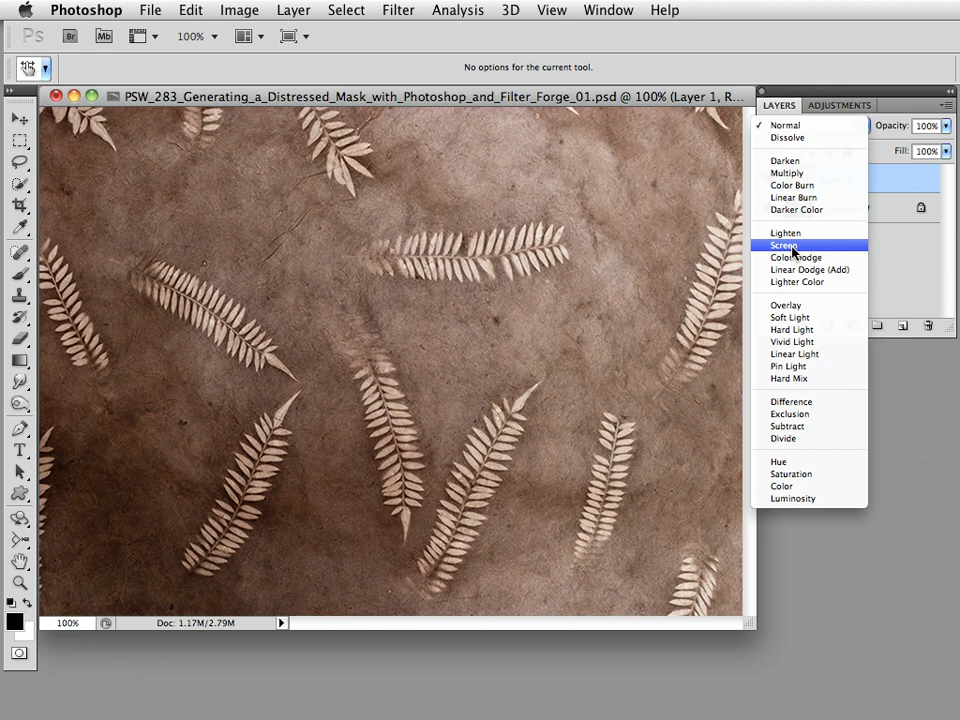 Photoshop File Edit Image Layer Select Filter Analysis 3D View Window Help
Ps Br Mb 100%
No options for the current tool.
PSW_283_Generating_a_Distressed_Mask_with_Photoshop_and_Filter_Forge_01.psd @ 100% (Layer 1, R...
LAYERS ADJUSTMENTS
Normal
Opacity: 100%
Dissolve
Fill: 100%
Darken
Multiply
Color Burn
Linear Burn
Darker Color
Lighten
Screen
Color Dodge
Linear Dodge (Add)
Lighter Color
Overlay
Soft Light
Hard Light
Vivid Light
Linear Light
Pin Light
Hard Mix
Difference
Exclusion
Subtract
Divide
Hue
Saturation
Color
Luminosity
100% Doc: 1.17M/2.79M